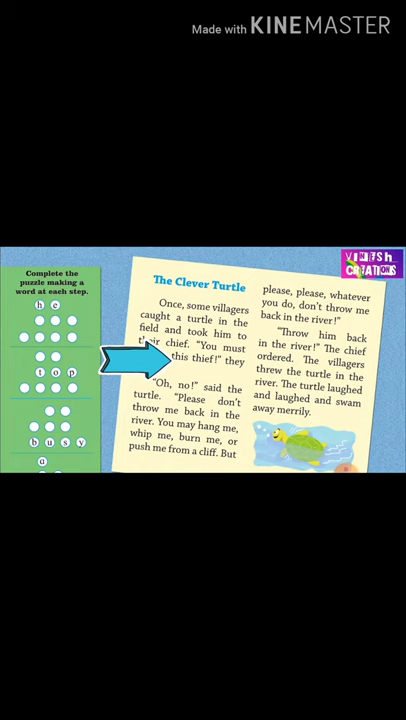 Made with KINEMASTER
VINESH
CREATIONS
Complete the
puzzle making a
word at each step.
h e
t o p
b u s y
a
The Clever Turtle
Once, some villagers
caught a turtle in the
field and took him to
their chief. “You must
this thief!” they
“Oh, no!” said the
turtle. “Please don’t
throw me back in the
river. You may hang me,
whip me, burn me, or
push me from a cliff. But
please, please, whatever
you do, don’t throw me
back in the river!”
“Throw him back
in the river!” The chief
ordered. The villagers
threw the turtle in the
river. The turtle laughed
and laughed and swam
away merrily.